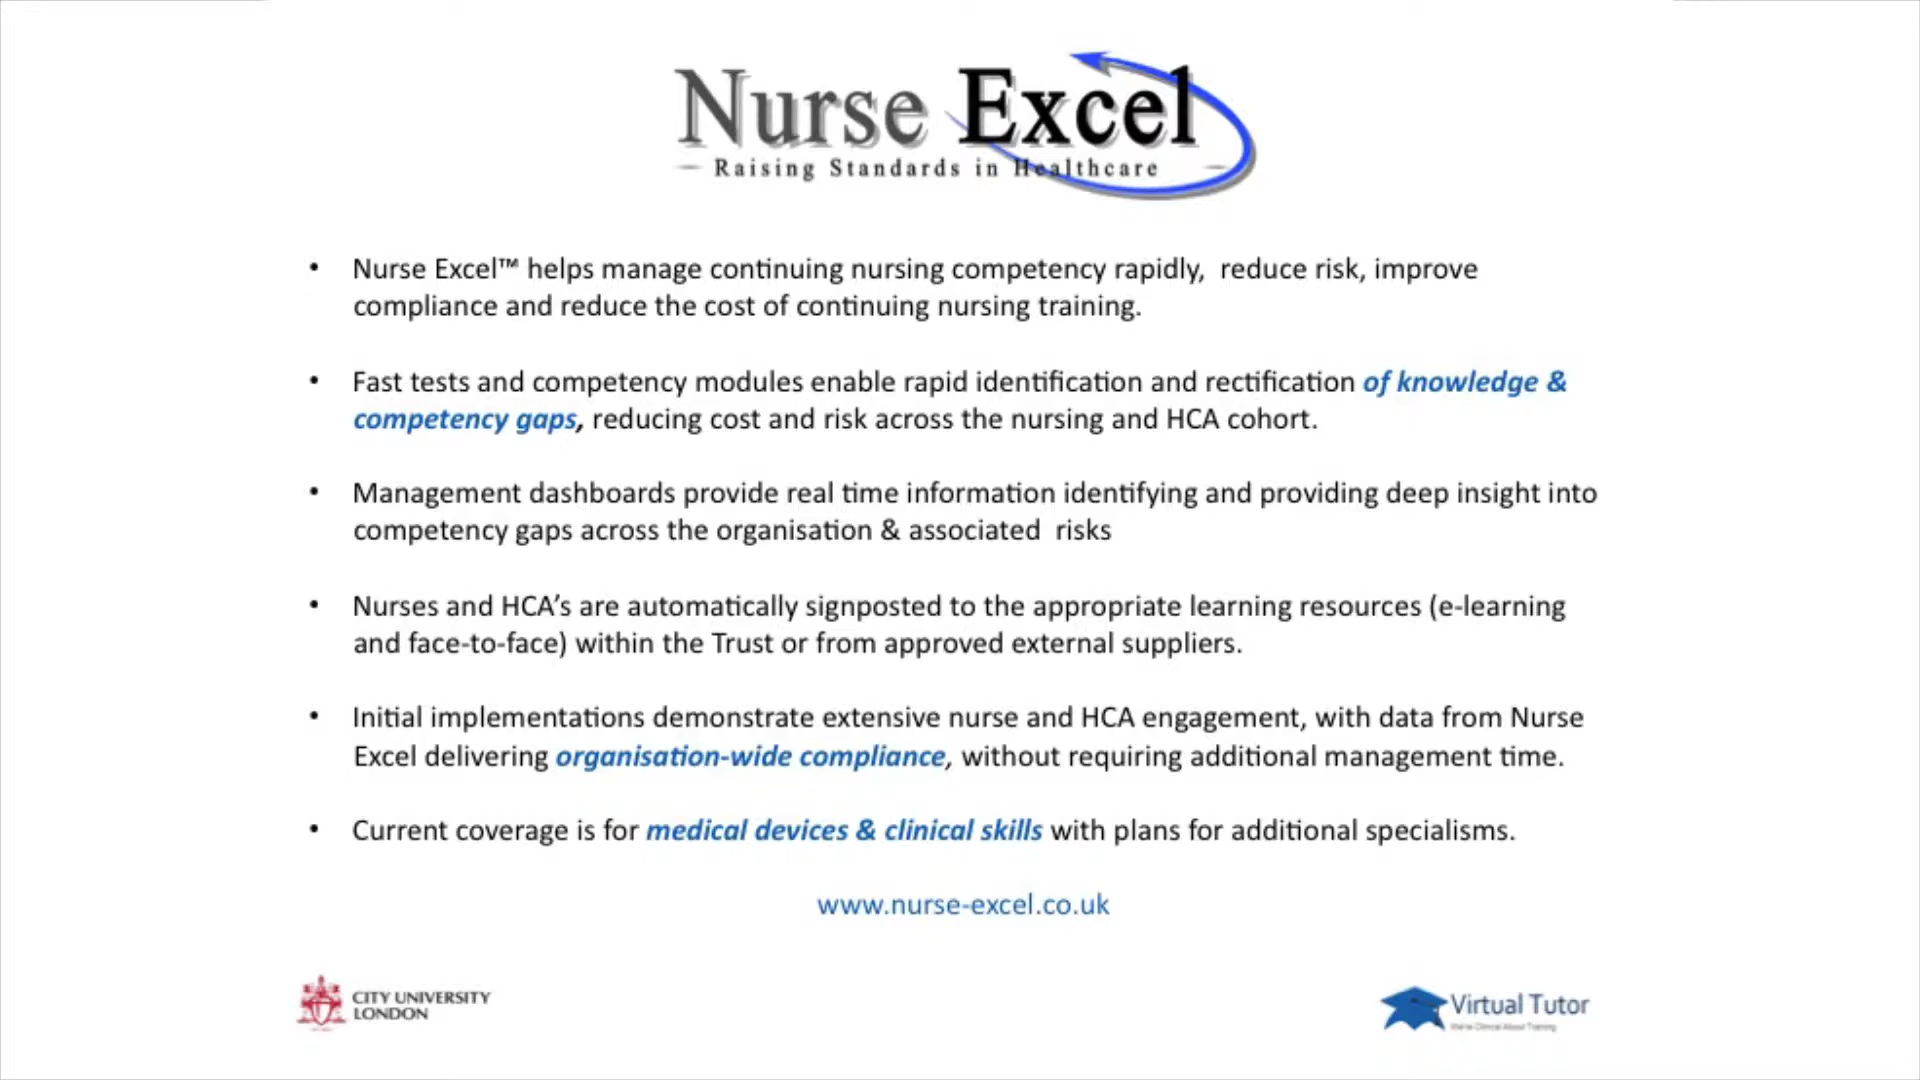 Nurse Excel
Raising Standards in Healthcare
• Nurse Excel™ helps manage continuing nursing competency rapidly,  reduce risk, improve
compliance and reduce the cost of continuing nursing training.
• Fast tests and competency modules enable rapid identification and rectification of knowledge &
competency gaps, reducing cost and risk across the nursing and HCA cohort.
• Management dashboards provide real time information identifying and providing deep insight into
competency gaps across the organisation & associated  risks
• Nurses and HCA’s are automatically signposted to the appropriate learning resources (e-learning
and face-to-face) within the Trust or from approved external suppliers.
• Initial implementations demonstrate extensive nurse and HCA engagement, with data from Nurse
Excel delivering organisation-wide compliance, without requiring additional management time.
• Current coverage is for medical devices & clinical skills with plans for additional specialisms.
www.nurse-excel.co.uk
CITY UNIVERSITY
LONDON
Virtual Tutor
We're Clinical About Training